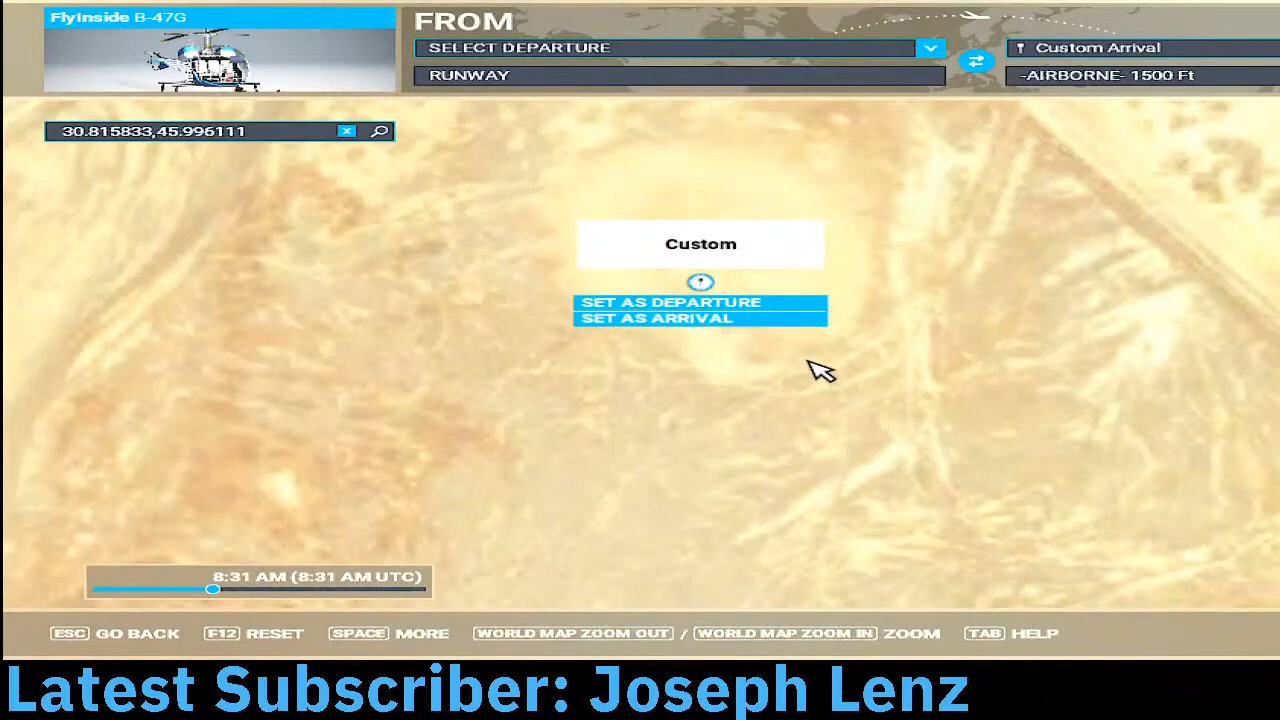 FlyInside B-47G
FROM
SELECT DEPARTURE
RUNWAY
Custom Arrival
-AIRBORNE- 1500 Ft
30.815833,45.996111
Custom
SET AS DEPARTURE
SET AS ARRIVAL
8:31 AM (8:31 AM UTC)
ESC GO BACK F12 RESET SPACE MORE WORLD MAP ZOOM OUT / WORLD MAP ZOOM IN ZOOM TAB HELP
Latest Subscriber: Joseph Lenz